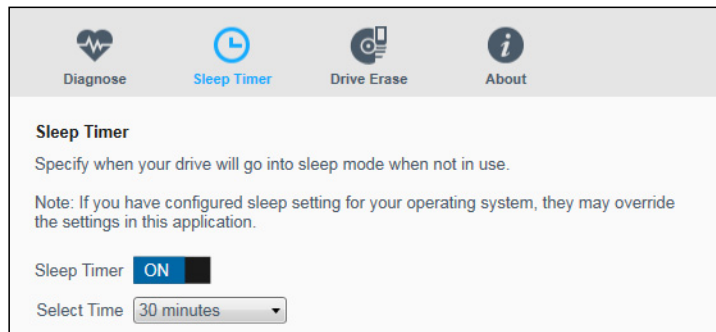 Diagnose Sleep Timer Drive Erase About
Sleep Timer
Specify when your drive will go into sleep mode when not in use.
Note: If you have configured sleep setting for your operating system, they may override
the settings in this application.
Sleep Timer ON
Select Time 30 minutes